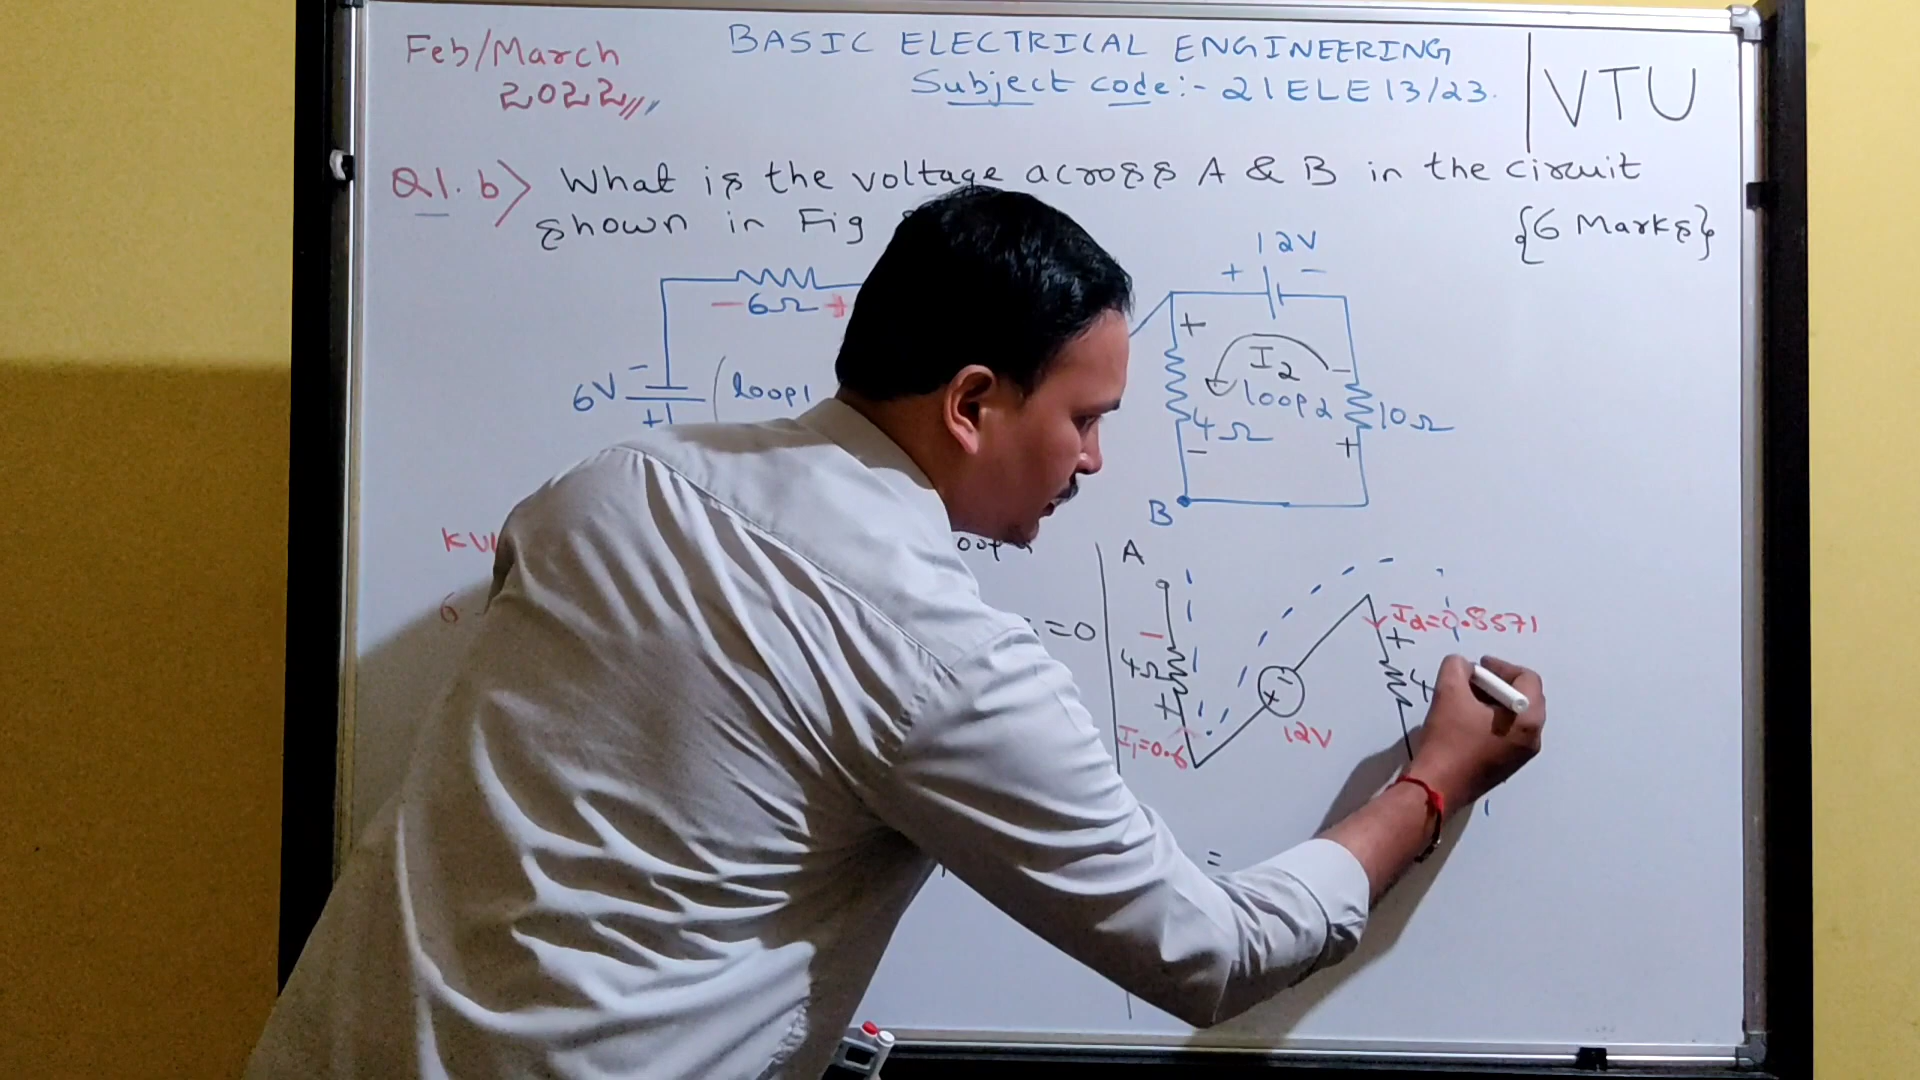 Feb/March
2022
BASIC ELECTRICAL ENGINEERING
Subject code:- 21ELE13/23.
VTU
Q1. b> What is the voltage across A & B in the circuit
shown in Fig
{6 Marks}
12V
+ -
- 6Ω +
6V
-
+
loop1
+
I2
loop2
-
4Ω
10Ω
-
+
B
A
=0
-
4Ω
+
I1=0.6
+ -
12V
I2=0.8571
+
4
=